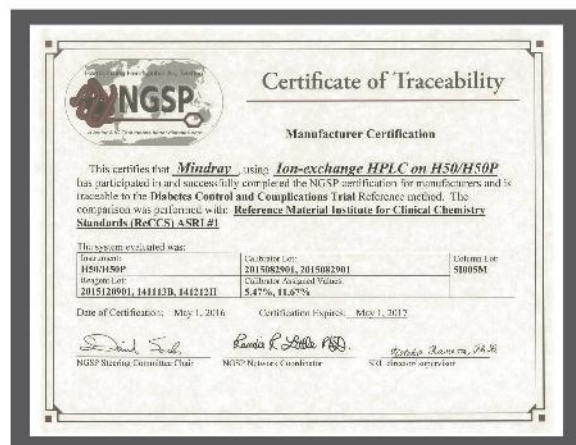 NGSP
Certificate of Traceability
Manufacturer Certification
This certifies that Mindray, using Ion-exchange HPLC on H50/H50P
has participated in and successfully completed the NGSP certification for manufacturers and is
traceable to the Diabetes Control and Complications Trial Reference method. The
comparison was performed with: Reference Material Institute for Clinical Chemistry
Standards (ReCCS) ASRL#1
The system evaluated was:
Instrument: Calibrator Lot: Column Lot:
H50/H50P 2015082901, 2015082901 5I005M
Reagent Lot: Calibrator Assigned Values:
2015120901, 141113B, 141212H 5.47%, 11.67%
Date of Certification: May 1, 2016 Certification Expires: May 1, 2017
Randie R. Little PhD.
NGSP Steering Committee Chair NGSP Network Coordinator director/supervisor